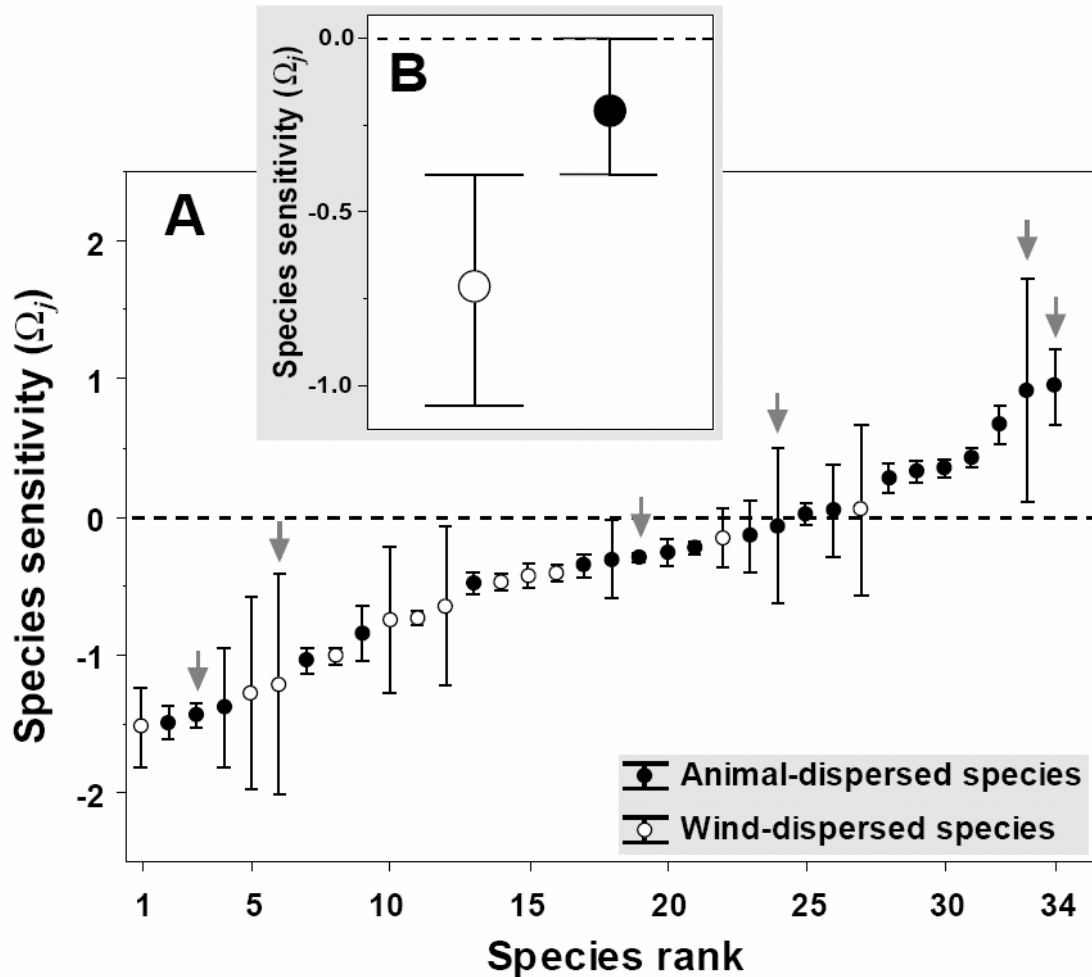 B
Species sensitivity (Ωj)
0.0
-0.5
-1.0
A
Species sensitivity (Ωj)
2
1
0
-1
-2
Animal-dispersed species
Wind-dispersed species
1 5 10 15 20 25 30 34
Species rank